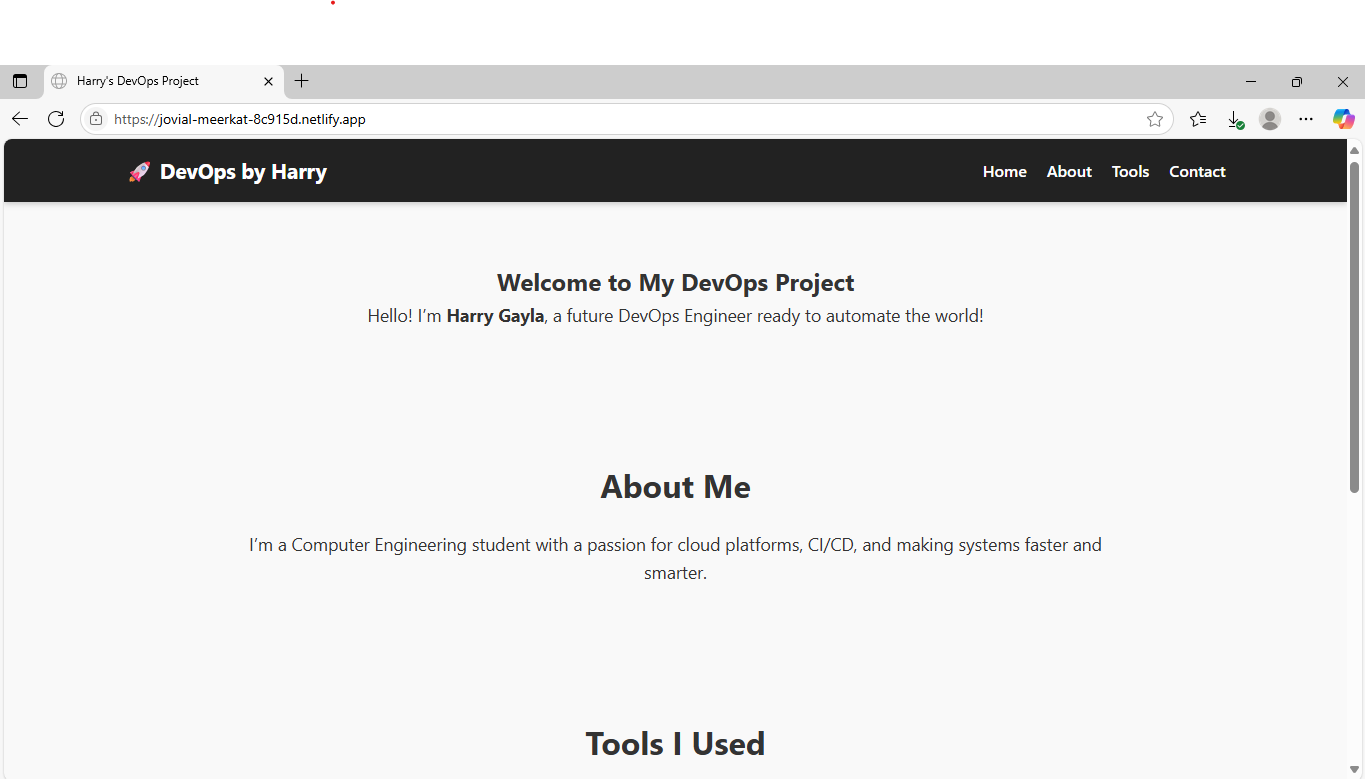 Harry's DevOps Project
https://jovial-meerkat-8c915d.netlify.app
🚀 DevOps by Harry
Home About Tools Contact
Welcome to My DevOps Project
Hello! I’m Harry Gayla, a future DevOps Engineer ready to automate the world!
About Me
I’m a Computer Engineering student with a passion for cloud platforms, CI/CD, and making systems faster and
smarter.
Tools I Used